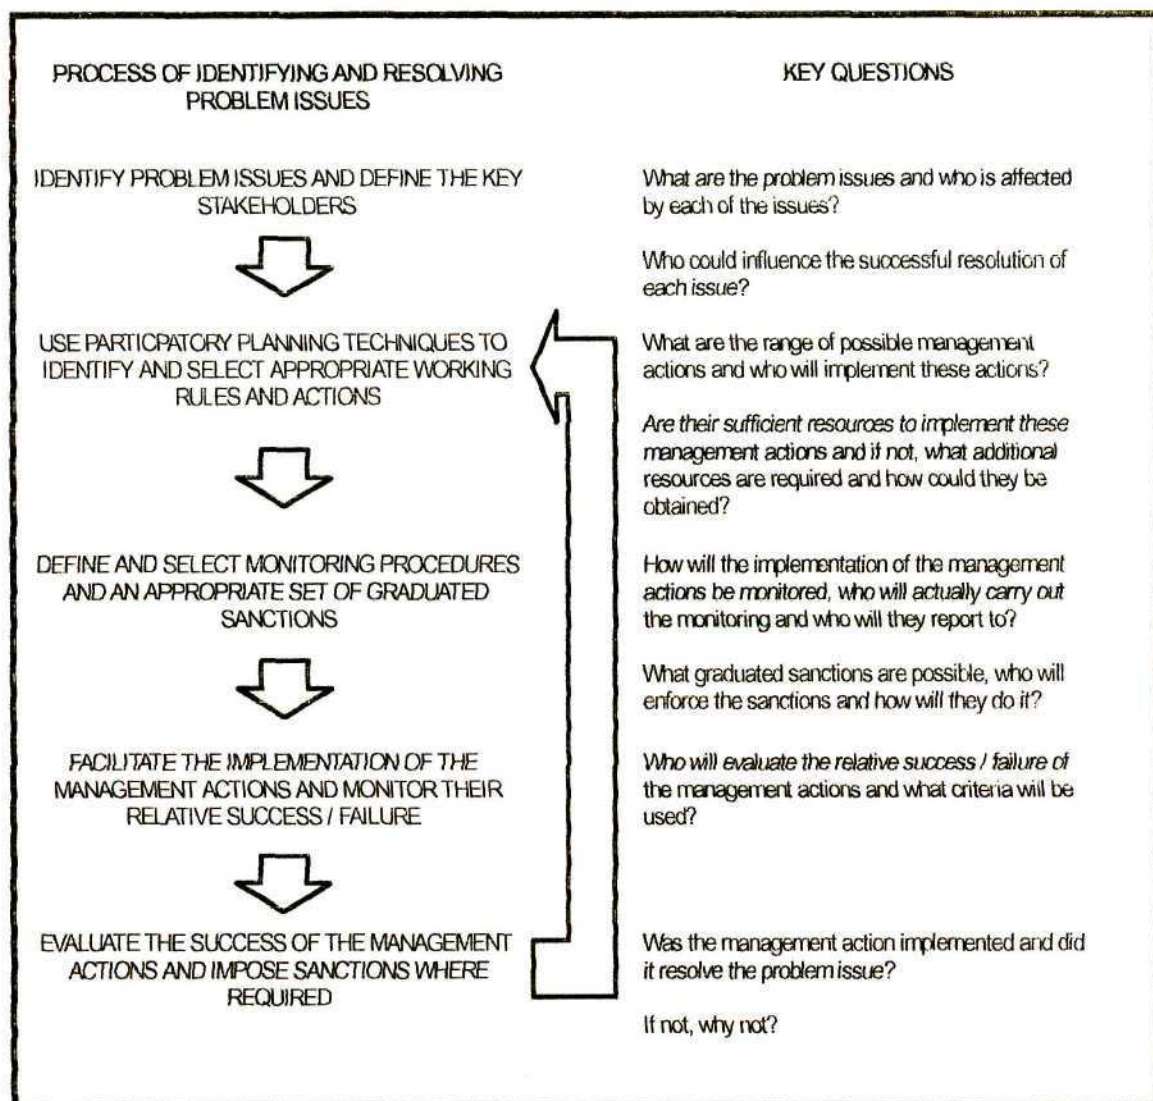 PROCESS OF IDENTIFYING AND RESOLVING
PROBLEM ISSUES
KEY QUESTIONS
IDENTIFY PROBLEM ISSUES AND DEFINE THE KEY
STAKEHOLDERS
What are the problem issues and who is affected
by each of the issues?
Who could influence the successful resolution of
each issue?
USE PARTICPATORY PLANNING TECHNIQUES TO
IDENTIFY AND SELECT APPROPRIATE WORKING
RULES AND ACTIONS
What are the range of possible management
actions and who will implement these actions?
Are their sufficient resources to implement these
management actions and if not, what additional
resources are required and how could they be
obtained?
DEFINE AND SELECT MONITORING PROCEDURES
AND AN APPROPRIATE SET OF GRADUATED
SANCTIONS
How will the implementation of the management
actions be monitored, who will actually carry out
the monitoring and who will they report to?
What graduated sanctions are possible, who will
enforce the sanctions and how will they do it?
FACILITATE THE IMPLEMENTATION OF THE
MANAGEMENT ACTIONS AND MONITOR THEIR
RELATIVE SUCCESS / FAILURE
Who will evaluate the relative success / failure of
the management actions and what criteria will be
used?
EVALUATE THE SUCCESS OF THE MANAGEMENT
ACTIONS AND IMPOSE SANCTIONS WHERE
REQUIRED
Was the management action implemented and did
it resolve the problem issue?
If not, why not?